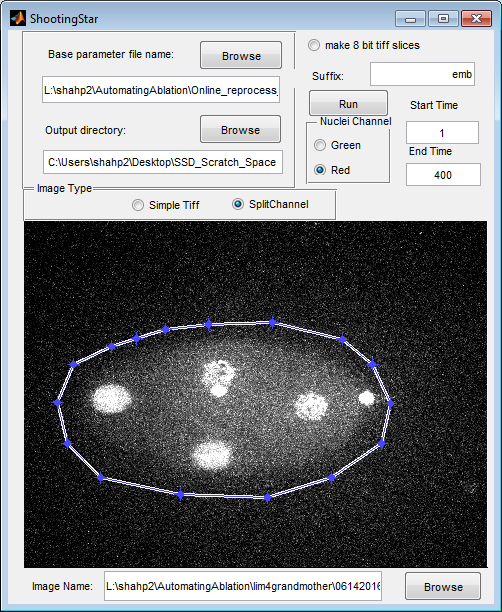 ShootingStar
Base parameter file name:
Browse
L:\shahp2\AutomatingAblation\Online_reprocess_
Output directory:
Browse
C:\Users\shahp2\Desktop\SSD_Scratch_Space
make 8 bit tiff slices
Suffix:
emb
Run
Start Time
Nuclei Channel
1
Green
End Time
Red
400
Image Type
Simple Tiff
SplitChannel
Image Name:
L:\shahp2\AutomatingAblation\lim4grandmother\06142016
Browse